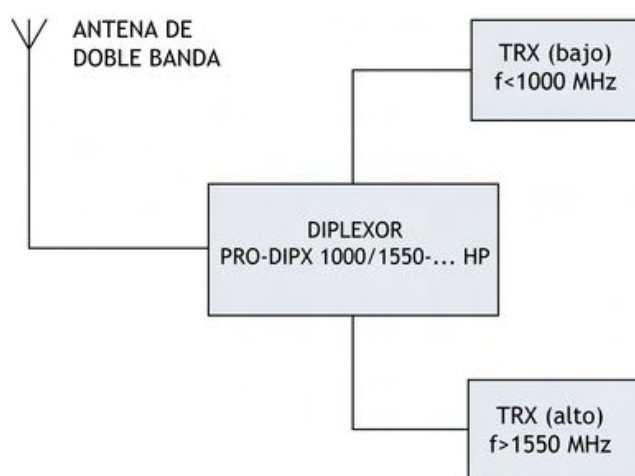 ANTENA DE
DOBLE BANDA
TRX (bajo)
f<1000 MHz
DIPLEXOR
PRO-DIPX 1000/1550-... HP
TRX (alto)
f>1550 MHz